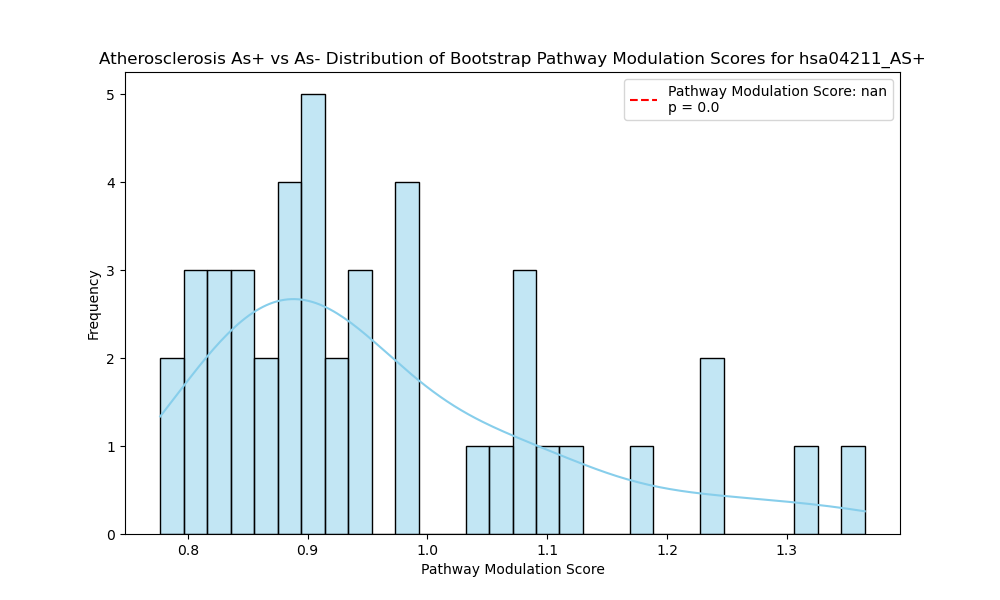 Atherosclerosis As+ vs As- Distribution of Bootstrap Pathway Modulation Scores for hsa04211_AS+
Pathway Modulation Score: nan
p = 0.0
5
4
3
2
1
0
Frequency
0.8 0.9 1.0 1.1 1.2 1.3
Pathway Modulation Score